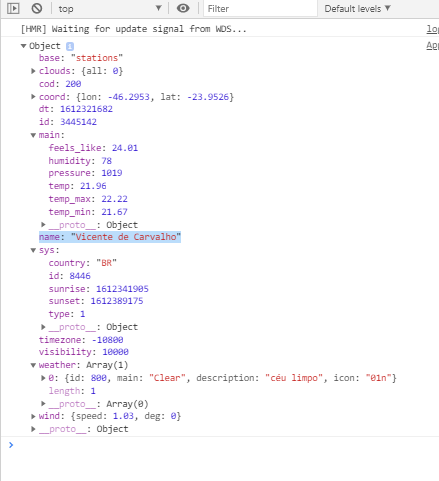 top
Filter
Default levels
[HMR] Waiting for update signal from WDS...
log
Object
App
base: "stations"
clouds: {all: 0}
cod: 200
coord: {lon: -46.2953, lat: -23.9526}
dt: 1612321682
id: 3445142
main:
feels_like: 24.01
humidity: 78
pressure: 1019
temp: 21.96
temp_max: 22.22
temp_min: 21.67
__proto__: Object
name: "Vicente de Carvalho"
sys:
country: "BR"
id: 8446
sunrise: 1612341905
sunset: 1612389175
type: 1
__proto__: Object
timezone: -10800
visibility: 10000
weather: Array(1)
0: {id: 800, main: "Clear", description: "céu limpo", icon: "01n"}
length: 1
__proto__: Array(0)
wind: {speed: 1.03, deg: 0}
__proto__: Object